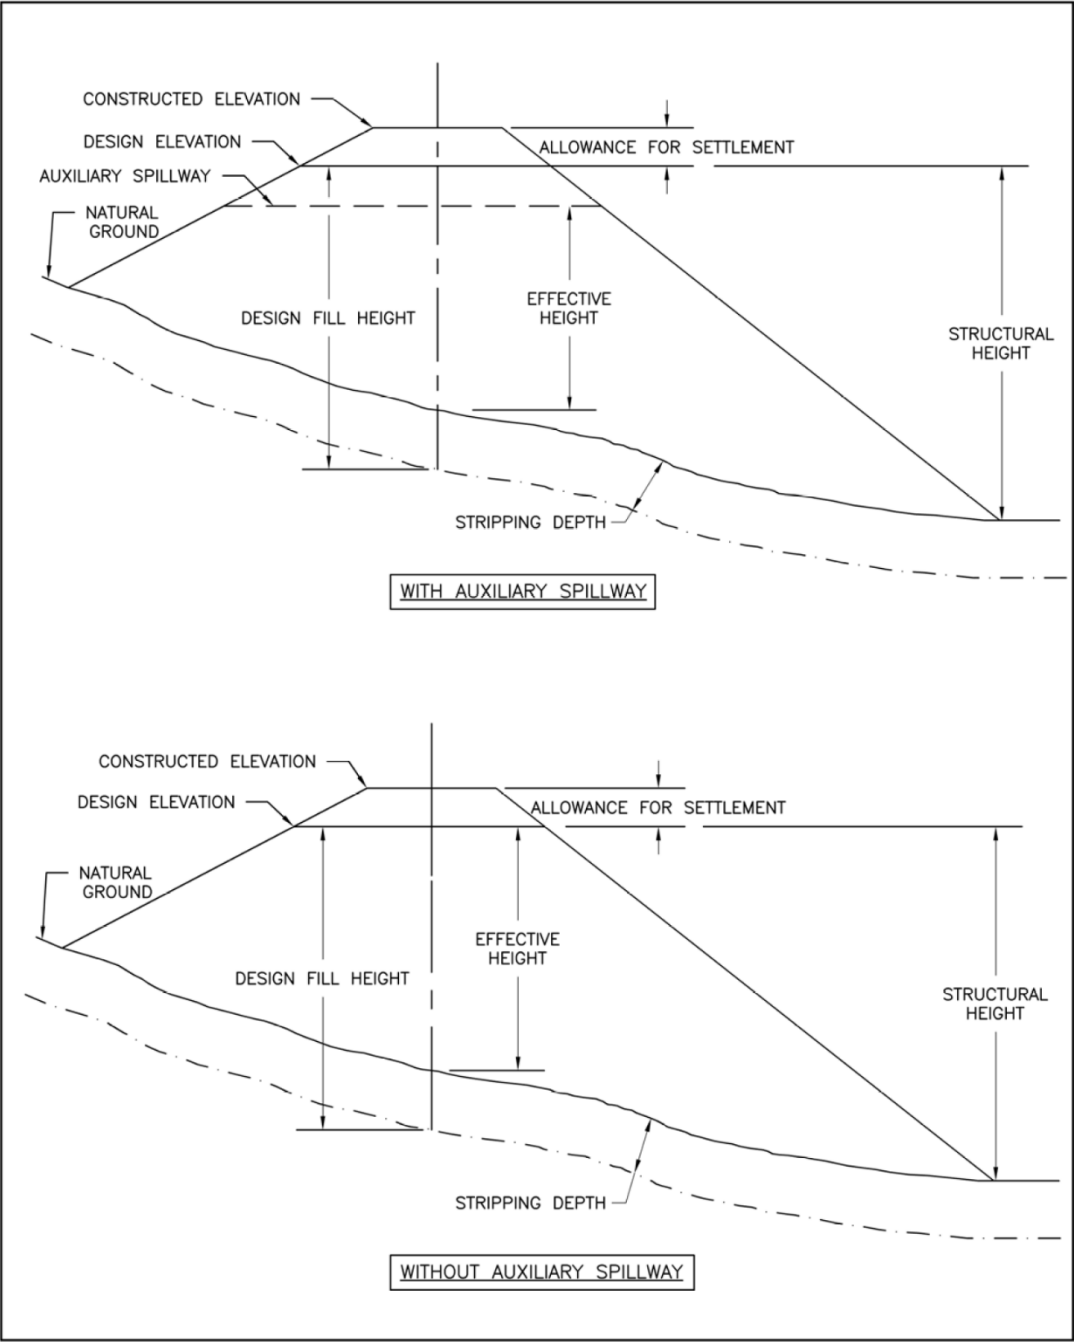 CONSTRUCTED ELEVATION
DESIGN ELEVATION
ALLOWANCE FOR SETTLEMENT
AUXILIARY SPILLWAY
NATURAL
GROUND
DESIGN FILL HEIGHT
EFFECTIVE
HEIGHT
STRUCTURAL
HEIGHT
STRIPPING DEPTH
WITH AUXILIARY SPILLWAY
CONSTRUCTED ELEVATION
DESIGN ELEVATION
ALLOWANCE FOR SETTLEMENT
NATURAL
GROUND
EFFECTIVE
HEIGHT
DESIGN FILL HEIGHT
STRUCTURAL
HEIGHT
STRIPPING DEPTH
WITHOUT AUXILIARY SPILLWAY